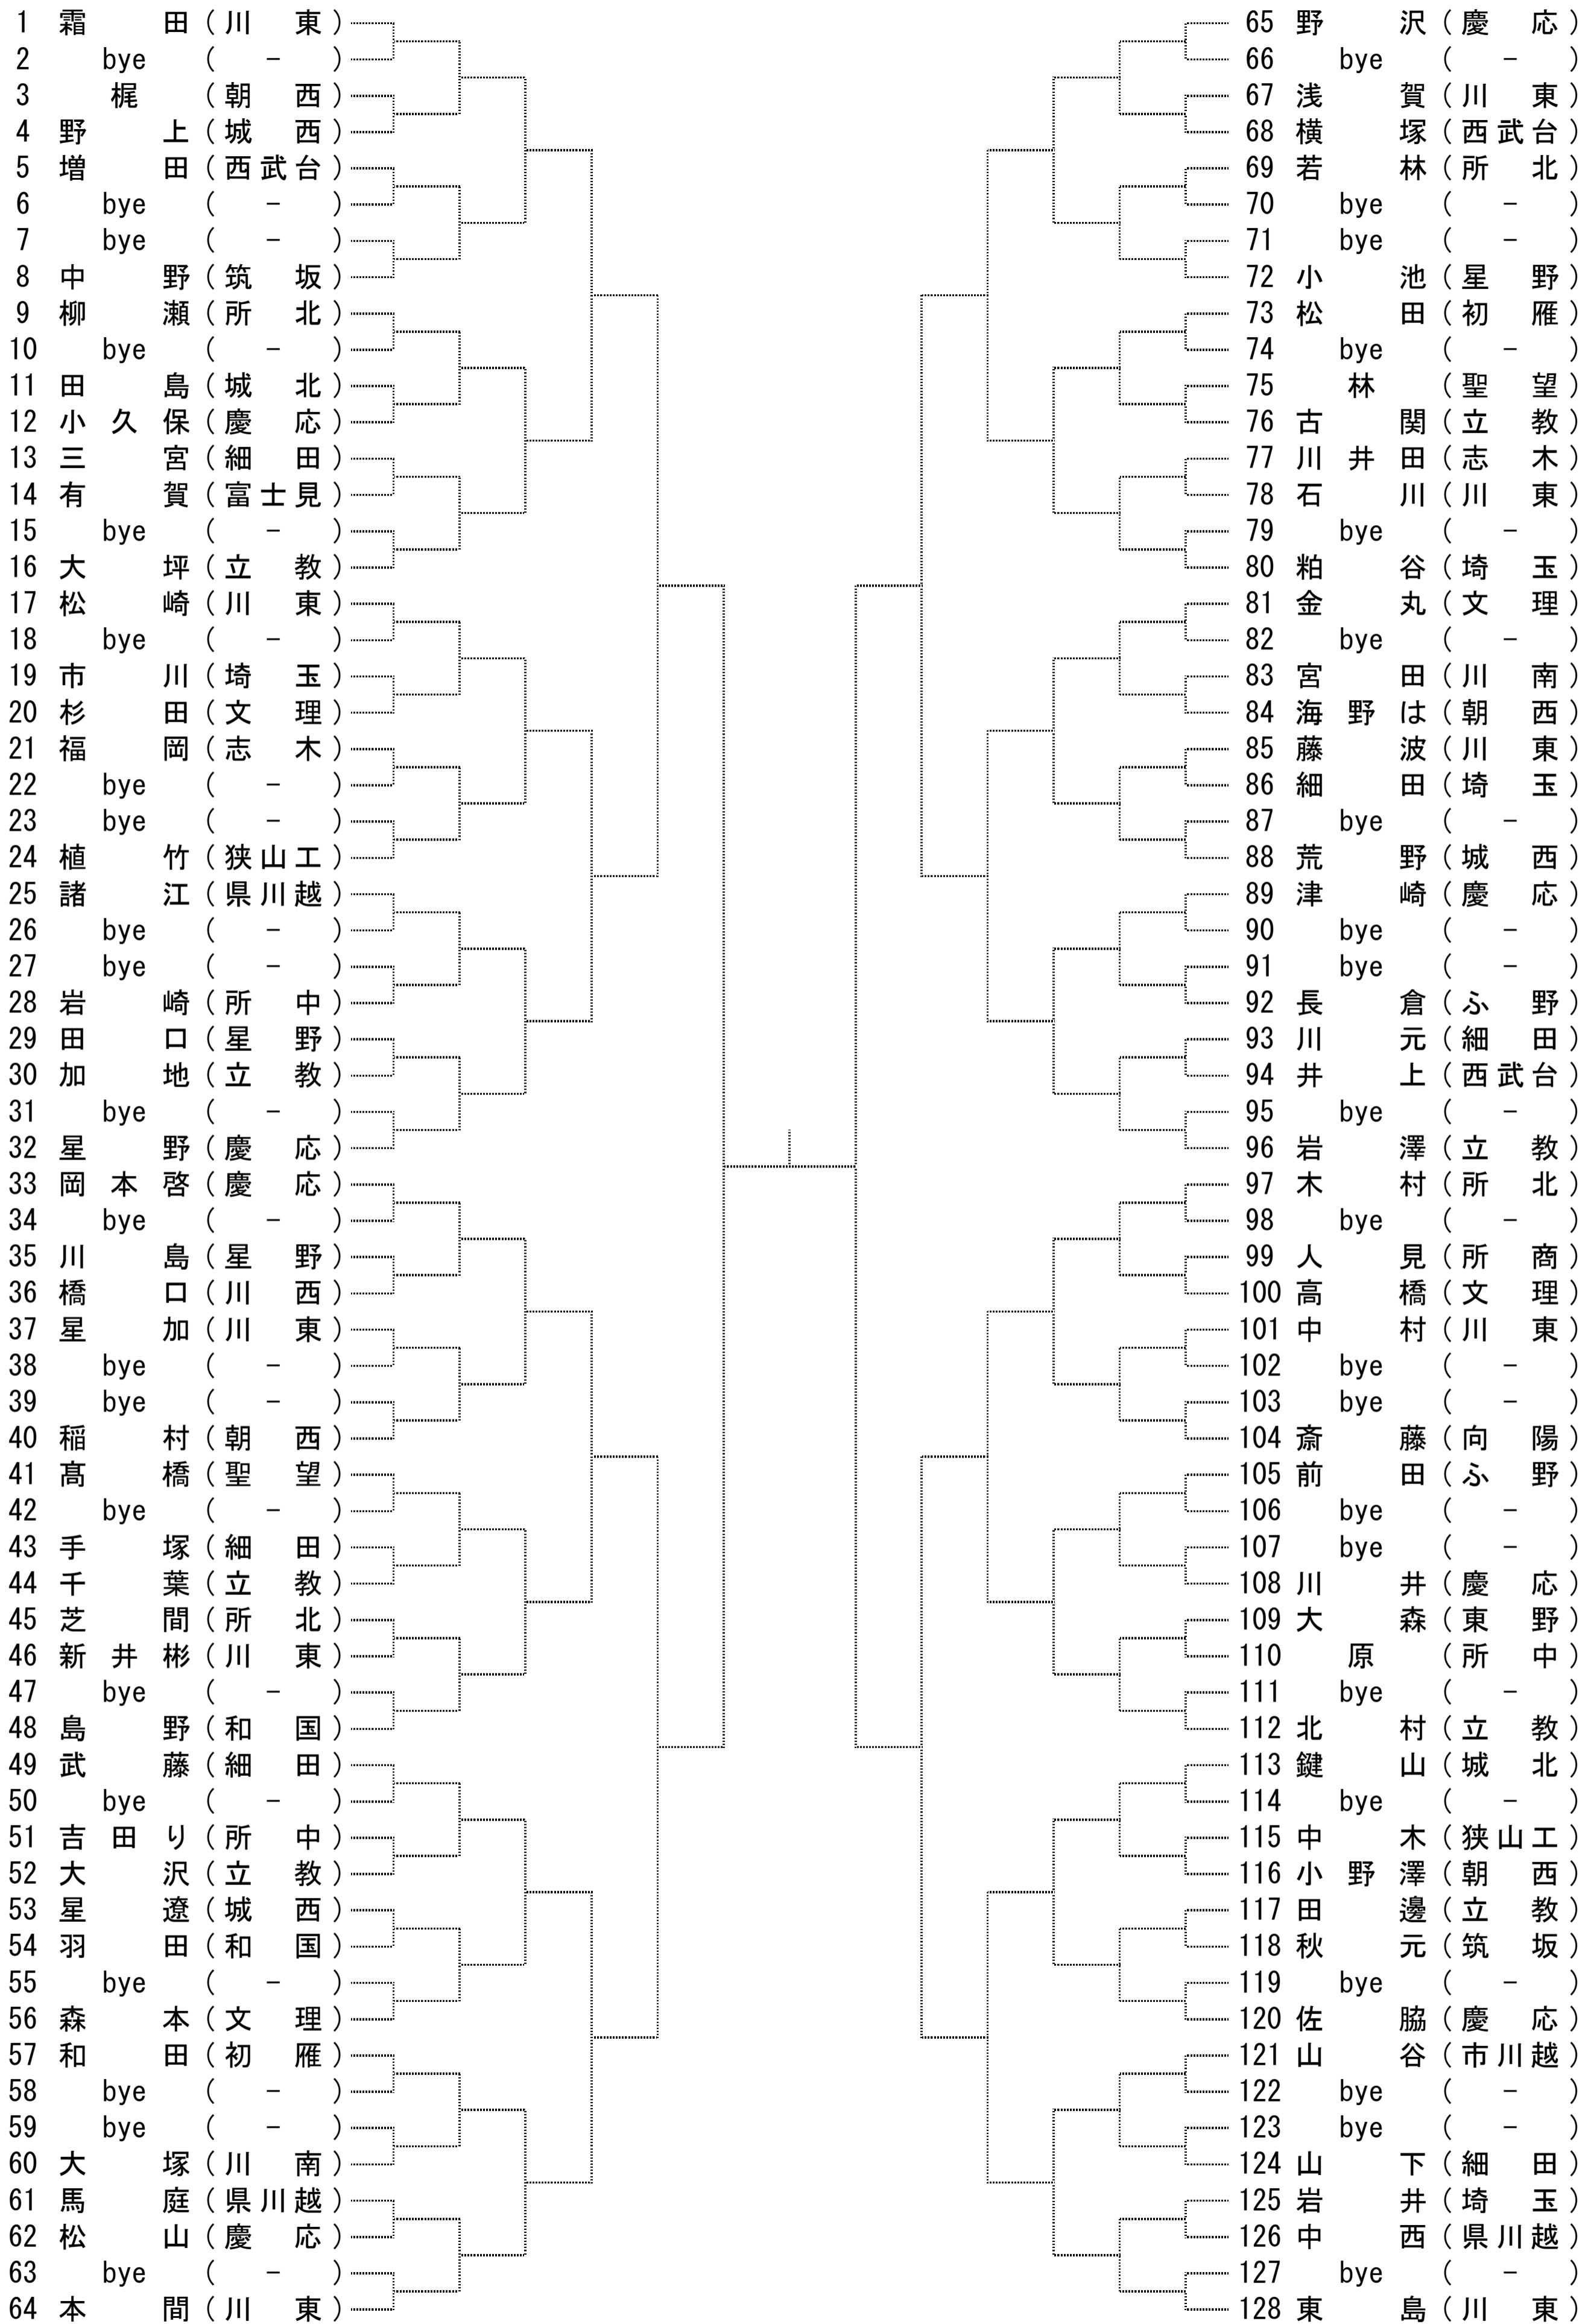 1 霜田(川東)
2 bye (-)
3 梶(朝西)
4 野上(城西)
5 増田(西武台)
6 bye (-)
7 bye (-)
8 中野(筑坂)
9 柳瀬(所北)
10 bye (-)
11 田島(城北)
12 小久保(慶応)
13 三宮(細田)
14 有賀(富士見)
15 bye (-)
16 大坪(立教)
17 松崎(川東)
18 bye (-)
19 市川(埼玉)
20 杉田(文理)
21 福岡(志木)
22 bye (-)
23 bye (-)
24 植竹(狭山工)
25 諸江(県川越)
26 bye (-)
27 bye (-)
28 岩崎(所中)
29 田口(星野)
30 加地(立教)
31 bye (-)
32 星野(慶応)
33 岡本啓(慶応)
34 bye (-)
35 川島(星野)
36 橋口(川西)
37 星加(川東)
38 bye (-)
39 bye (-)
40 稲村(朝西)
41 髙橋(聖望)
42 bye (-)
43 手塚(細田)
44 千葉(立教)
45 芝間(所北)
46 新井彬(川東)
47 bye (-)
48 島野(和国)
49 武藤(細田)
50 bye (-)
51 吉田り(所中)
52 大沢(立教)
53 星遼(城西)
54 羽田(和国)
55 bye (-)
56 森本(文理)
57 和田(初雁)
58 bye (-)
59 bye (-)
60 大塚(川南)
61 馬庭(県川越)
62 松山(慶応)
63 bye (-)
64 本間(川東)
65 野沢(慶応)
66 bye (-)
67 浅賀(川東)
68 横塚(西武台)
69 若林(所北)
70 bye (-)
71 bye (-)
72 小池(星野)
73 松田(初雁)
74 bye (-)
75 林(聖望)
76 古関(立教)
77 川井田(志木)
78 石川(川東)
79 bye (-)
80 粕谷(埼玉)
81 金丸(文理)
82 bye (-)
83 宮田(川南)
84 海野は(朝西)
85 藤波(川東)
86 細田(埼玉)
87 bye (-)
88 荒野(城西)
89 津崎(慶応)
90 bye (-)
91 bye (-)
92 長倉(ふ野)
93 川元(細田)
94 井上(西武台)
95 bye (-)
96 岩澤(立教)
97 木村(所北)
98 bye (-)
99 人見(所商)
100 高橋(文理)
101 中村(川東)
102 bye (-)
103 bye (-)
104 斎藤(向陽)
105 前田(ふ野)
106 bye (-)
107 bye (-)
108 川井(慶応)
109 大森(東野)
110 原(所中)
111 bye (-)
112 北村(立教)
113 鍵山(城北)
114 bye (-)
115 中木(狭山工)
116 小野澤(朝西)
117 田邊(立教)
118 秋元(筑坂)
119 bye (-)
120 佐脇(慶応)
121 山谷(市川越)
122 bye (-)
123 bye (-)
124 山下(細田)
125 岩井(埼玉)
126 中西(県川越)
127 bye (-)
128 東島(川東)